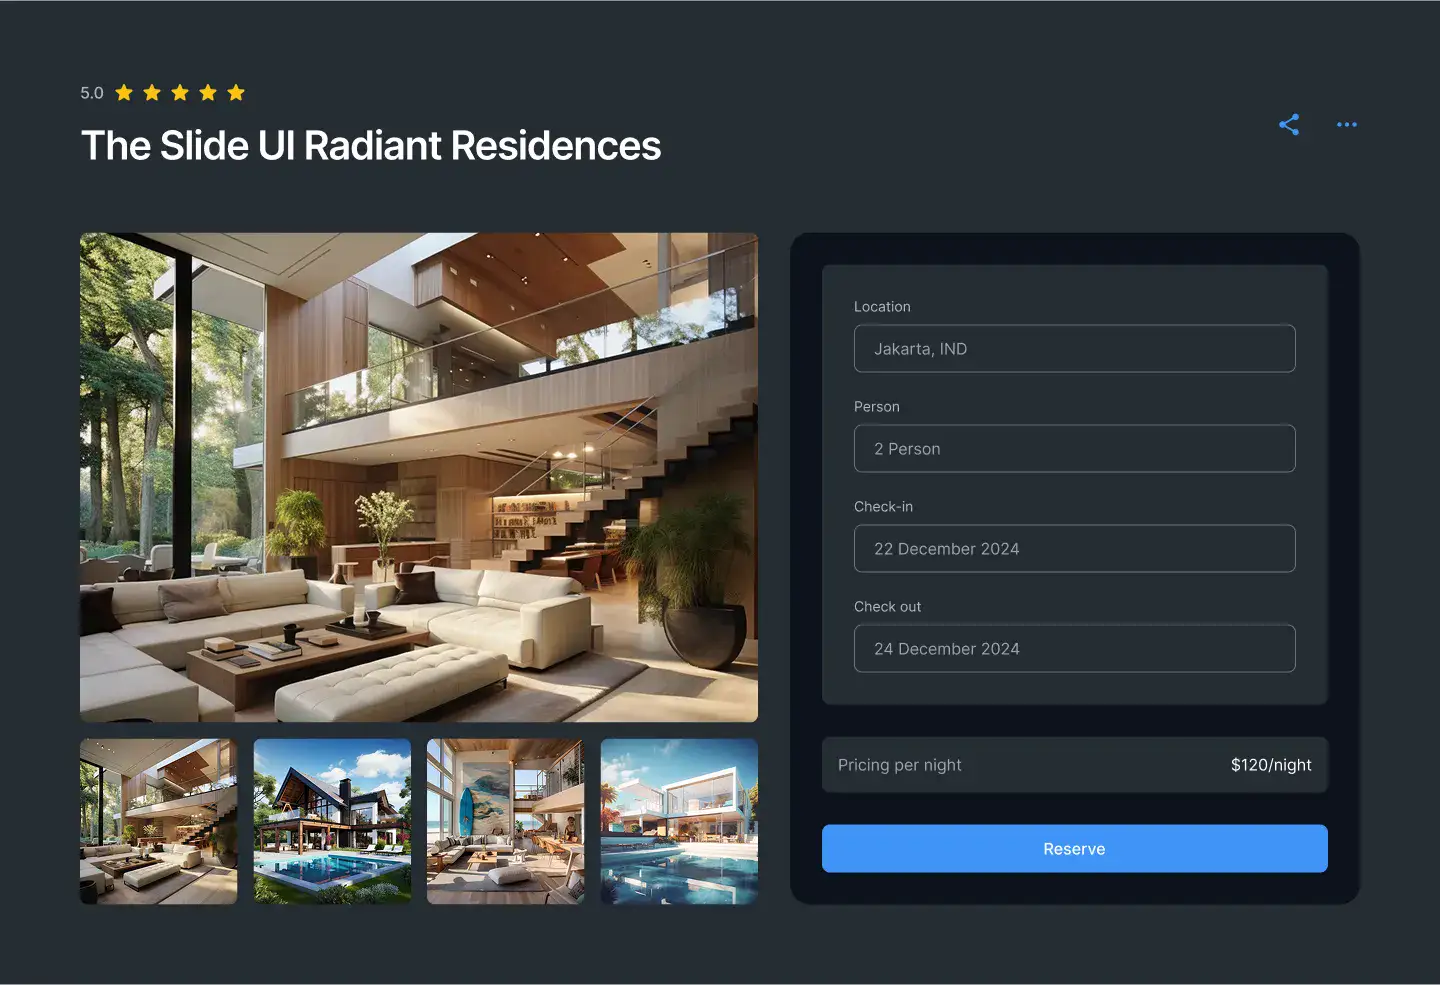 5.0
The Slide UI Radiant Residences
Location
Jakarta, IND
Person
2 Person
Check-in
22 December 2024
Check out
24 December 2024
Pricing per night
$120/night
Reserve